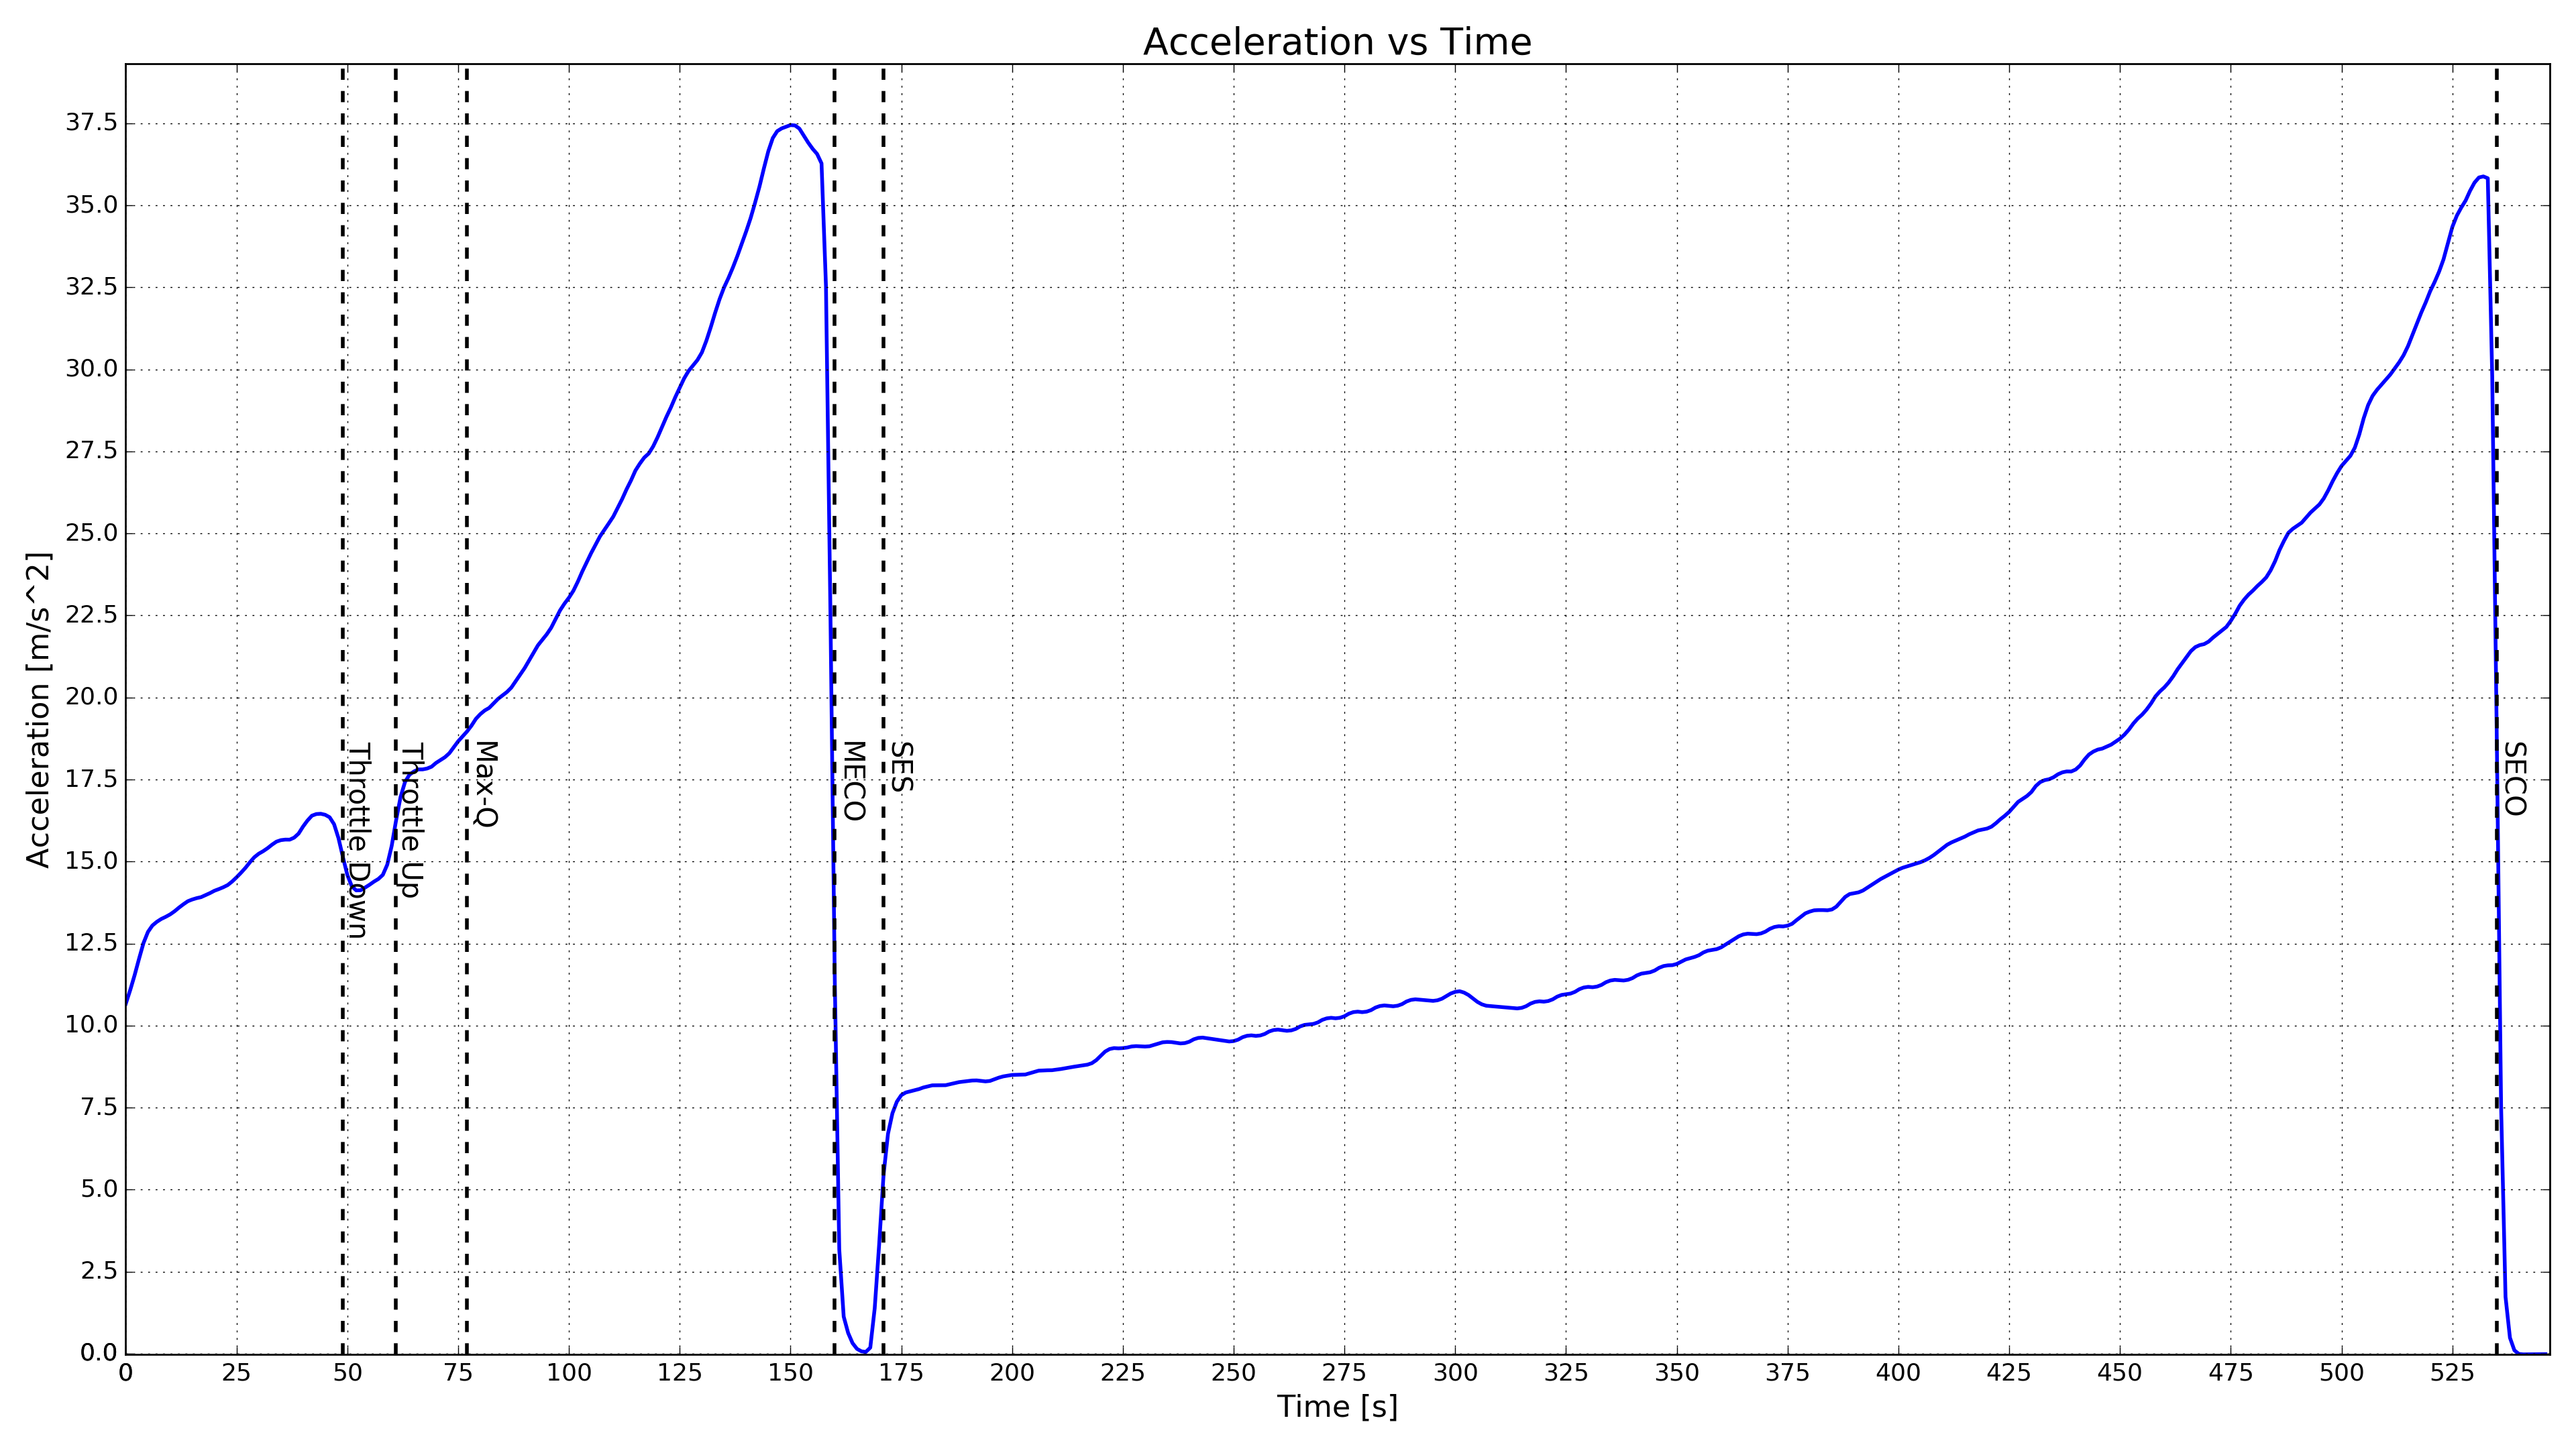 Acceleration vs Time
Acceleration [m/s^2]
37.5
35.0
32.5
30.0
27.5
25.0
22.5
20.0
17.5
15.0
12.5
10.0
7.5
5.0
2.5
0.0
Throttle Down
Throttle Up
Max-Q
MECO
SES
SECO
0 25 50 75 100 125 150 175 200 225 250 275 300 325 350 375 400 425 450 475 500 525
Time [s]